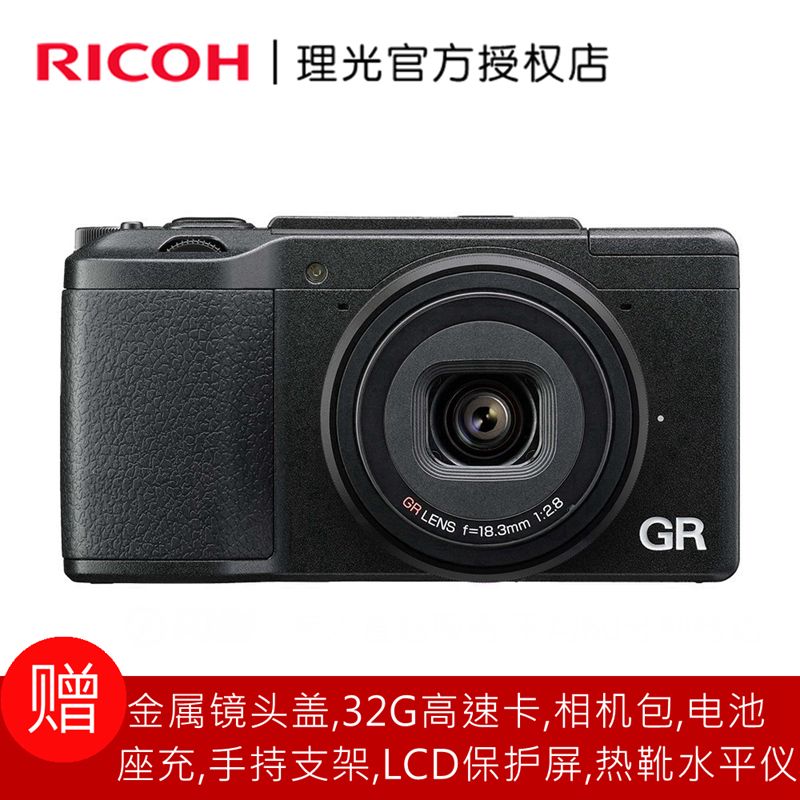 RICOH | 理光官方授权店
GR LENS f=18.3mm 1:2.8
GR
赠
金属镜头盖,32G高速卡,相机包,电池
座充,手持支架,LCD保护屏,热靴水平仪